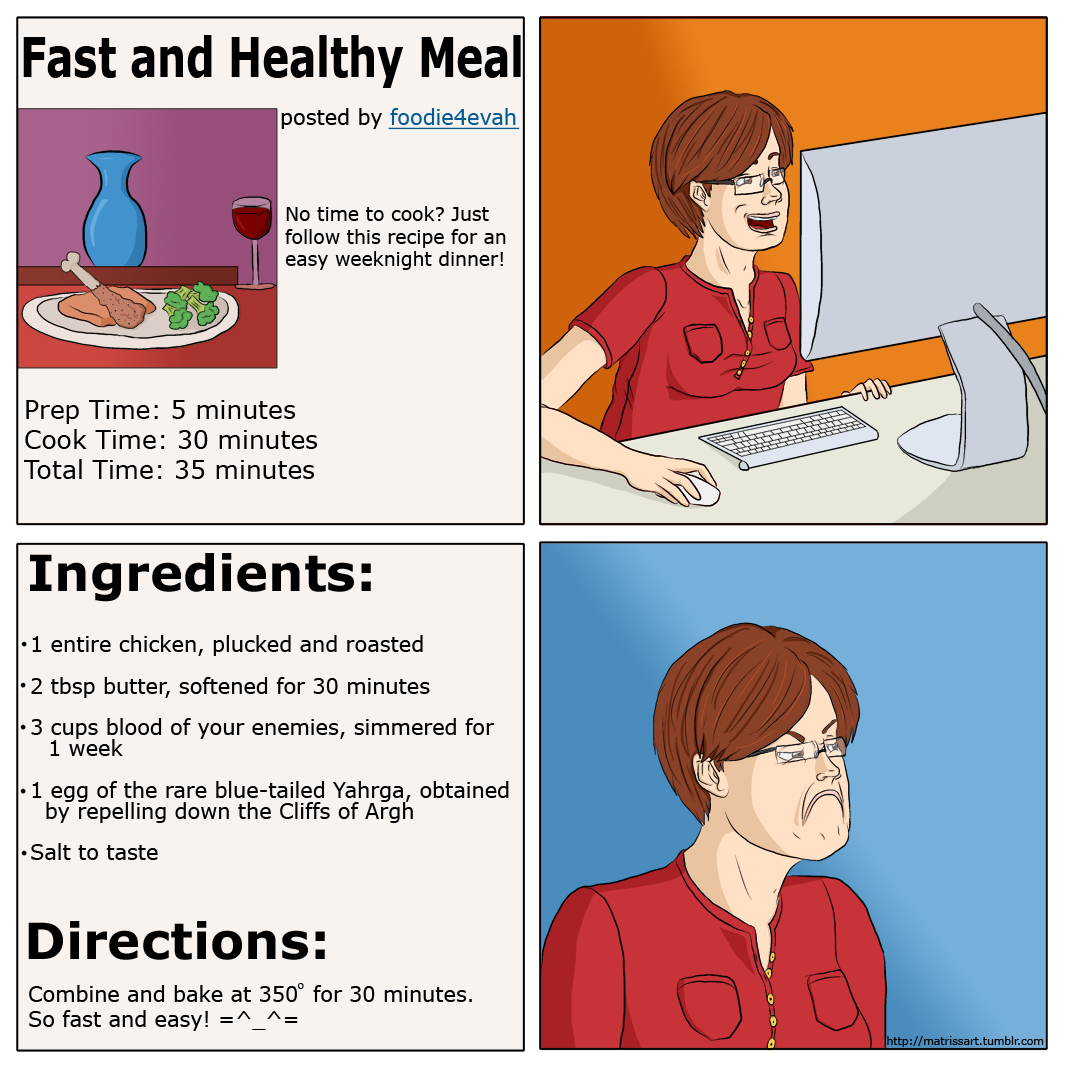 Fast and Healthy Meal
posted by foodie4evah
No time to cook? Just
follow this recipe for an
easy weeknight dinner!
Prep Time: 5 minutes
Cook Time: 30 minutes
Total Time: 35 minutes
Ingredients:
•1 entire chicken, plucked and roasted
•2 tbsp butter, softened for 30 minutes
•3 cups blood of your enemies, simmered for
1 week
•1 egg of the rare blue-tailed Yahrga, obtained
by repelling down the Cliffs of Argh
•Salt to taste
Directions:
Combine and bake at 350° for 30 minutes.
So fast and easy! =^_^=
http://matrissart.tumblr.com